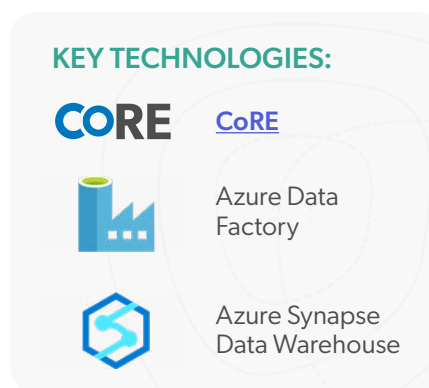 KEY TECHNOLOGIES:
CORE CoRE
Azure Data
Factory
Azure Synapse
Data Warehouse